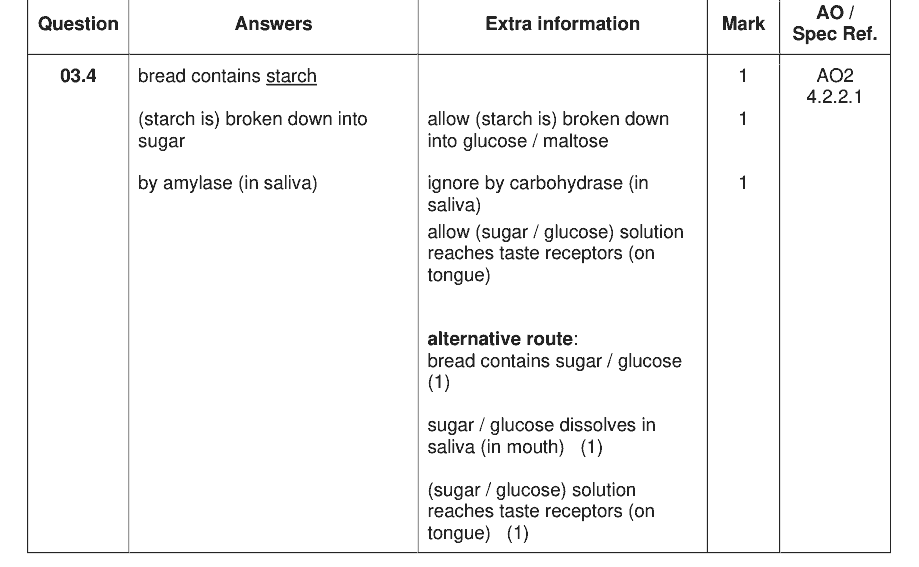 Question Answers Extra information Mark AO /
Spec Ref.
03.4 bread contains starch 1 AO2
4.2.2.1
(starch is) broken down into
sugar
allow (starch is) broken down
into glucose / maltose
1
by amylase (in saliva)
ignore by carbohydrase (in
saliva)
1
allow (sugar / glucose) solution
reaches taste receptors (on
tongue)
alternative route:
bread contains sugar / glucose
(1)
sugar / glucose dissolves in
saliva (in mouth) (1)
(sugar / glucose) solution
reaches taste receptors (on
tongue) (1)